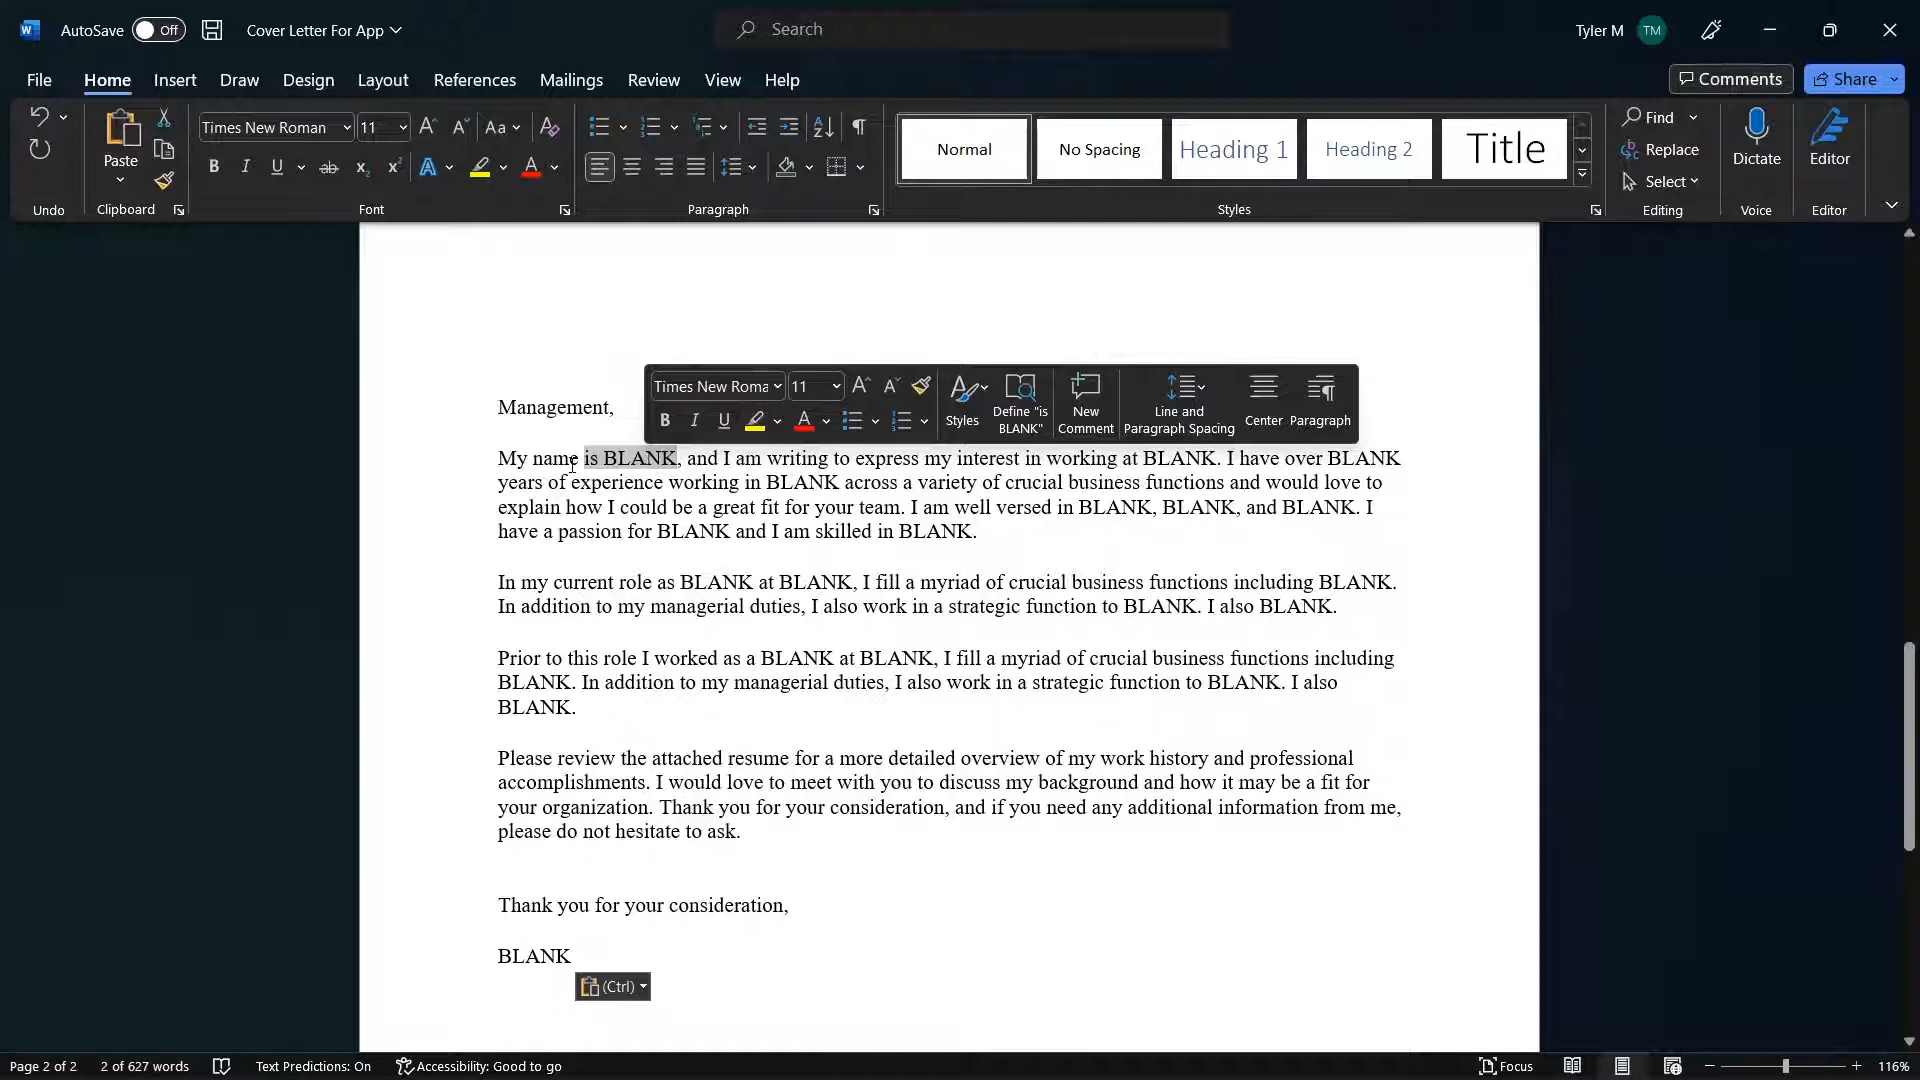 AutoSave Off Cover Letter For App Search Tyler M TM
File Home Insert Draw Design Layout References Mailings Review View Help Comments Share
Times New Roman 11 Aa
Paste
Undo Clipboard Font Paragraph
Normal No Spacing Heading 1 Heading 2 Title
Styles
Find
Replace
Select
Editing
Dictate
Voice
Editor
Editor
Times New Roma 11
B I U A
Styles
Define "is BLANK"
New Comment
Line and Paragraph Spacing
Center
Paragraph
Management,
My name is BLANK, and I am writing to express my interest in working at BLANK. I have over BLANK
years of experience working in BLANK across a variety of crucial business functions and would love to
explain how I could be a great fit for your team. I am well versed in BLANK, BLANK, and BLANK. I
have a passion for BLANK and I am skilled in BLANK.
In my current role as BLANK at BLANK, I fill a myriad of crucial business functions including BLANK.
In addition to my managerial duties, I also work in a strategic function to BLANK. I also BLANK.
Prior to this role I worked as a BLANK at BLANK, I fill a myriad of crucial business functions including
BLANK. In addition to my managerial duties, I also work in a strategic function to BLANK. I also
BLANK.
Please review the attached resume for a more detailed overview of my work history and professional
accomplishments. I would love to meet with you to discuss my background and how it may be a fit for
your organization. Thank you for your consideration, and if you need any additional information from me,
please do not hesitate to ask.
Thank you for your consideration,
BLANK
(Ctrl)
Page 2 of 2 2 of 627 words Text Predictions: On Accessibility: Good to go Focus 116%